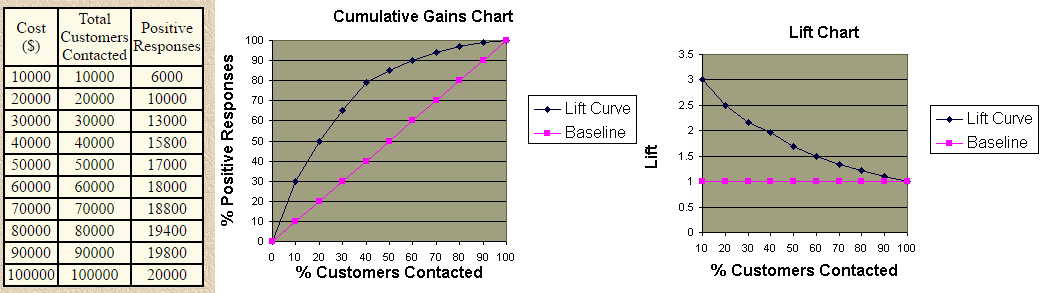 Cost ($) Total Customers Contacted Positive Responses
10000 10000 6000
20000 20000 10000
30000 30000 13000
40000 40000 15800
50000 50000 17000
60000 60000 18000
70000 70000 18800
80000 80000 19400
90000 90000 19800
100000 100000 20000
Cumulative Gains Chart
% Positive Responses
100
90
80
70
60
50
40
30
20
10
0
0 10 20 30 40 50 60 70 80 90 100
% Customers Contacted
Lift Curve
Baseline
Lift Chart
Lift
3.5
3
2.5
2
1.5
1
0.5
0
10 20 30 40 50 60 70 80 90 100
% Customers Contacted
Lift Curve
Baseline